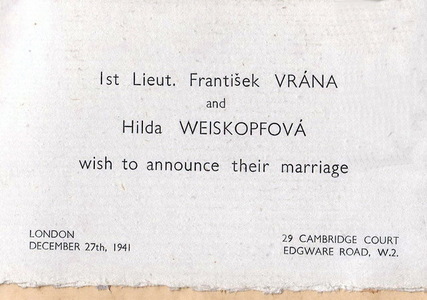 1st Lieut. František VRÁNA
and
Hilda WEISKOPFOVÁ
wish to announce their marriage
LONDON
DECEMBER 27th, 1941
29 CAMBRIDGE COURT
EDGWARE ROAD, W.2.